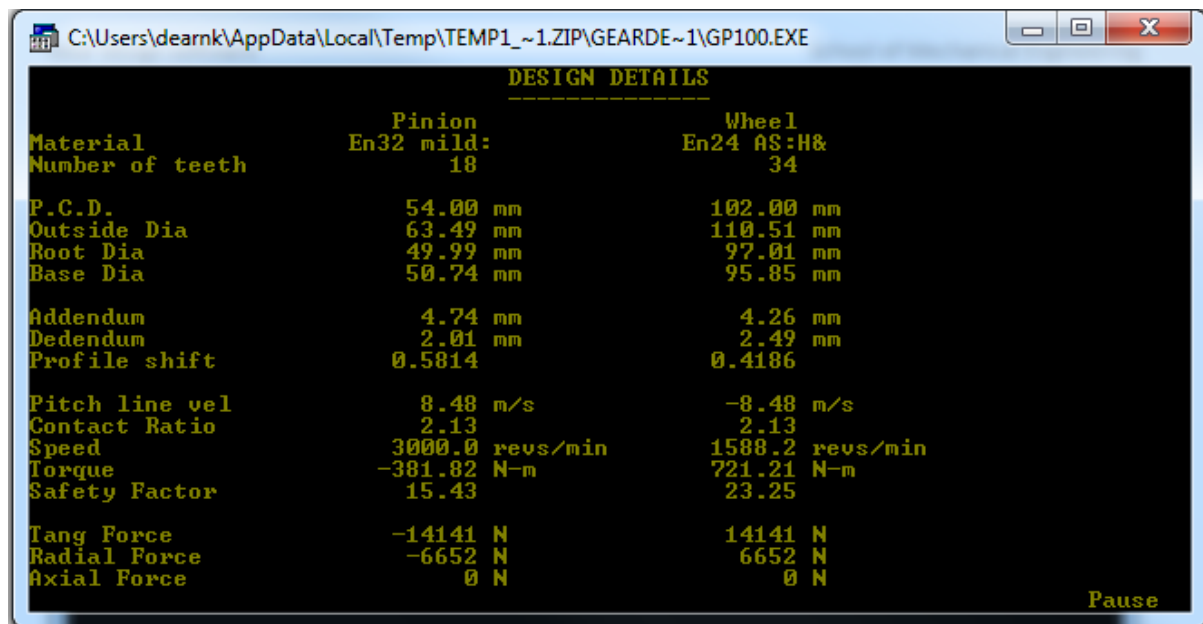 C:\Users\dearnk\AppData\Local\Temp\TEMP1_~1.ZIP\GEARDE~1\GP100.EXE
DESIGN DETAILS
Pinion Wheel
Material En32 mild: En24 AS:H&
Number of teeth 18 34
P.C.D. 54.00 mm 102.00 mm
Outside Dia 63.49 mm 110.51 mm
Root Dia 49.99 mm 97.01 mm
Base Dia 50.74 mm 95.85 mm
Addendum 4.74 mm 4.26 mm
Dedendum 2.01 mm 2.49 mm
Profile shift 0.5814 0.4186
Pitch line vel 8.48 m/s -8.48 m/s
Contact Ratio 2.13 2.13
Speed 3000.0 revs/min 1588.2 revs/min
Torque -381.82 N-m 721.21 N-m
Safety Factor 15.43 23.25
Tang Force -14141 N 14141 N
Radial Force -6652 N 6652 N
Axial Force 0 N 0 N
Pause